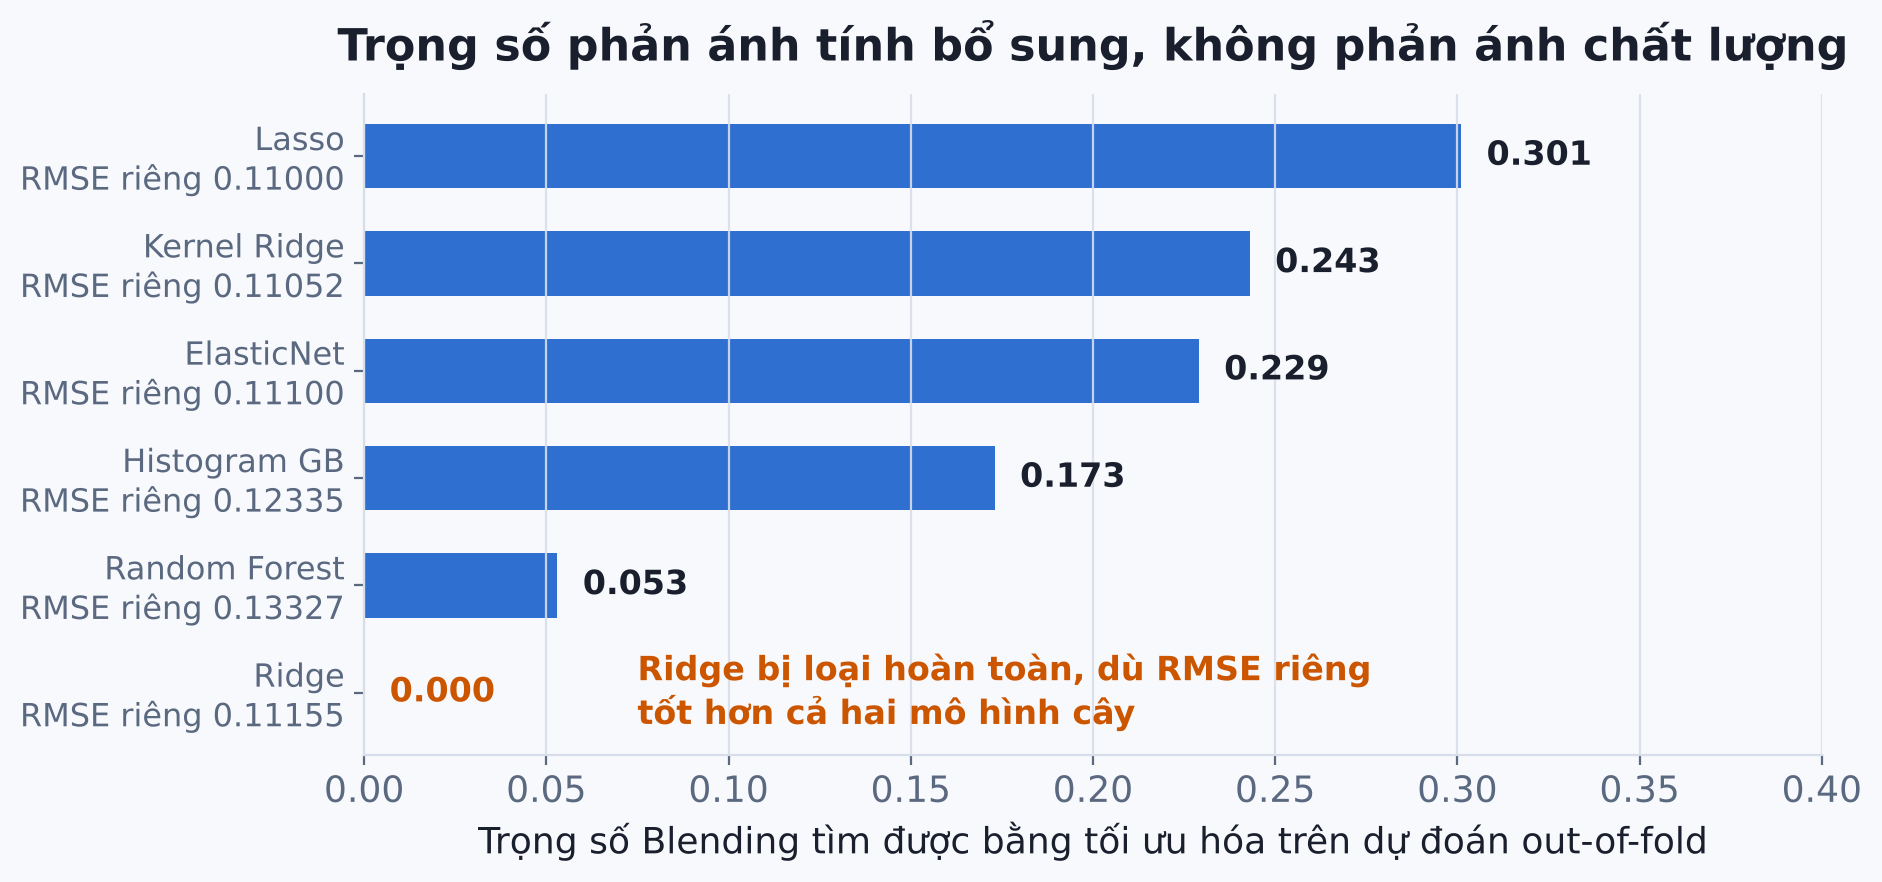 Trọng số phản ánh tính bổ sung, không phản ánh chất lượng
Lasso
RMSE riêng 0.11000
0.301
Kernel Ridge
RMSE riêng 0.11052
0.243
ElasticNet
RMSE riêng 0.11100
0.229
Histogram GB
RMSE riêng 0.12335
0.173
Random Forest
RMSE riêng 0.13327
0.053
Ridge
RMSE riêng 0.11155
0.000
Ridge bị loại hoàn toàn, dù RMSE riêng
tốt hơn cả hai mô hình cây
0.00 0.05 0.10 0.15 0.20 0.25 0.30 0.35 0.40
Trọng số Blending tìm được bằng tối ưu hóa trên dự đoán out-of-fold